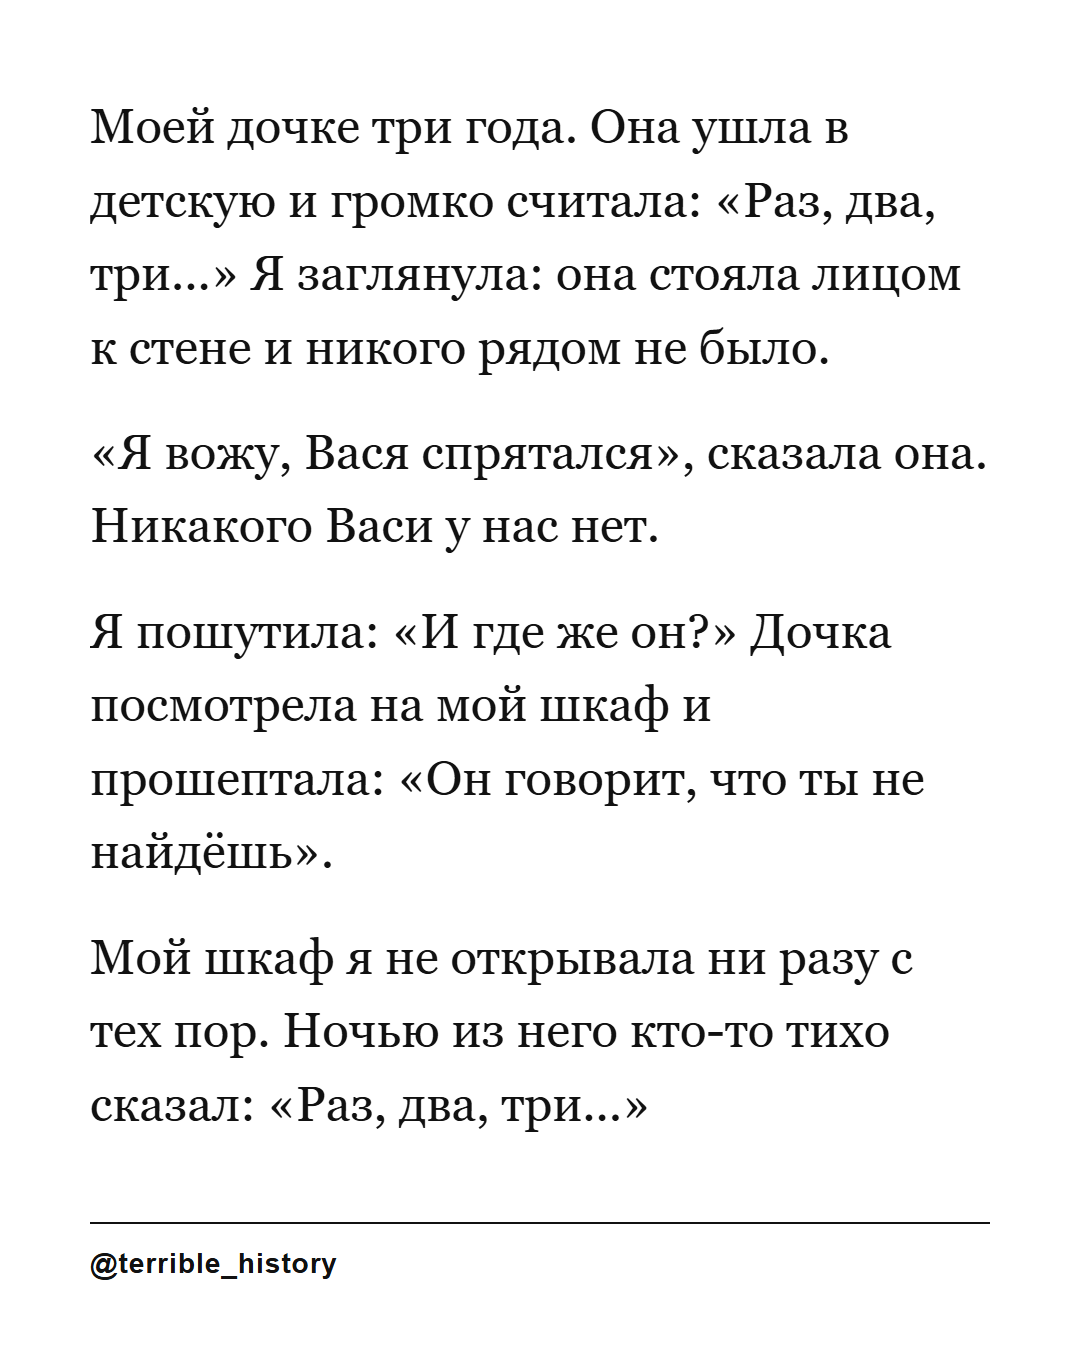 Моей дочке три года. Она ушла в
детскую и громко считала: «Раз, два,
три...» Я заглянула: она стояла лицом
к стене и никого рядом не было.
«Я вожу, Вася спрятался», сказала она.
Никакого Васи у нас нет.
Я пошутила: «И где же он?» Дочка
посмотрела на мой шкаф и
прошептала: «Он говорит, что ты не
найдёшь».
Мой шкаф я не открывала ни разу с
тех пор. Ночью из него кто-то тихо
сказал: «Раз, два, три...»
@terrible_history